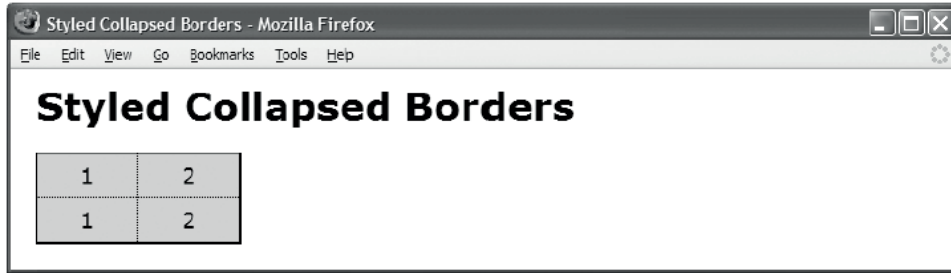 Styled Collapsed Borders - Mozilla Firefox
File Edit View Go Bookmarks Tools Help
Styled Collapsed Borders
1 2
1 2